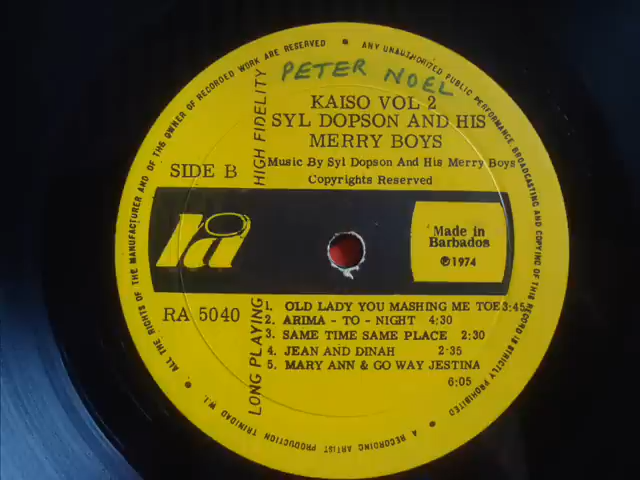 ALL THE RIGHTS OF THE MANUFACTURER AND OF THE OWNER OF RECORDED WORK ARE RESERVED • ANY UNAUTHORIZED PUBLIC PERFORMANCE BROADCASTING AND COPYING OF THIS RECORD IS STRICTLY PROHIBITED
PETER NOEL
KAISO VOL 2
SYL DOPSON AND HIS
MERRY BOYS
Music By Syl Dopson And His Merry Boys
Copyrights Reserved
SIDE B
HIGH FIDELITY
ra
Made in
Barbados
℗1974
RA 5040
LONG PLAYING
1. OLD LADY YOU MASHING ME TOE 3:45
2. ARIMA - TO - NIGHT 4:30
3. SAME TIME SAME PLACE 2:30
4. JEAN AND DINAH 2:35
5. MARY ANN & GO WAY JESTINA
6:05
• A RECORDING ARTIST PRODUCTION TRINIDAD W.I. •